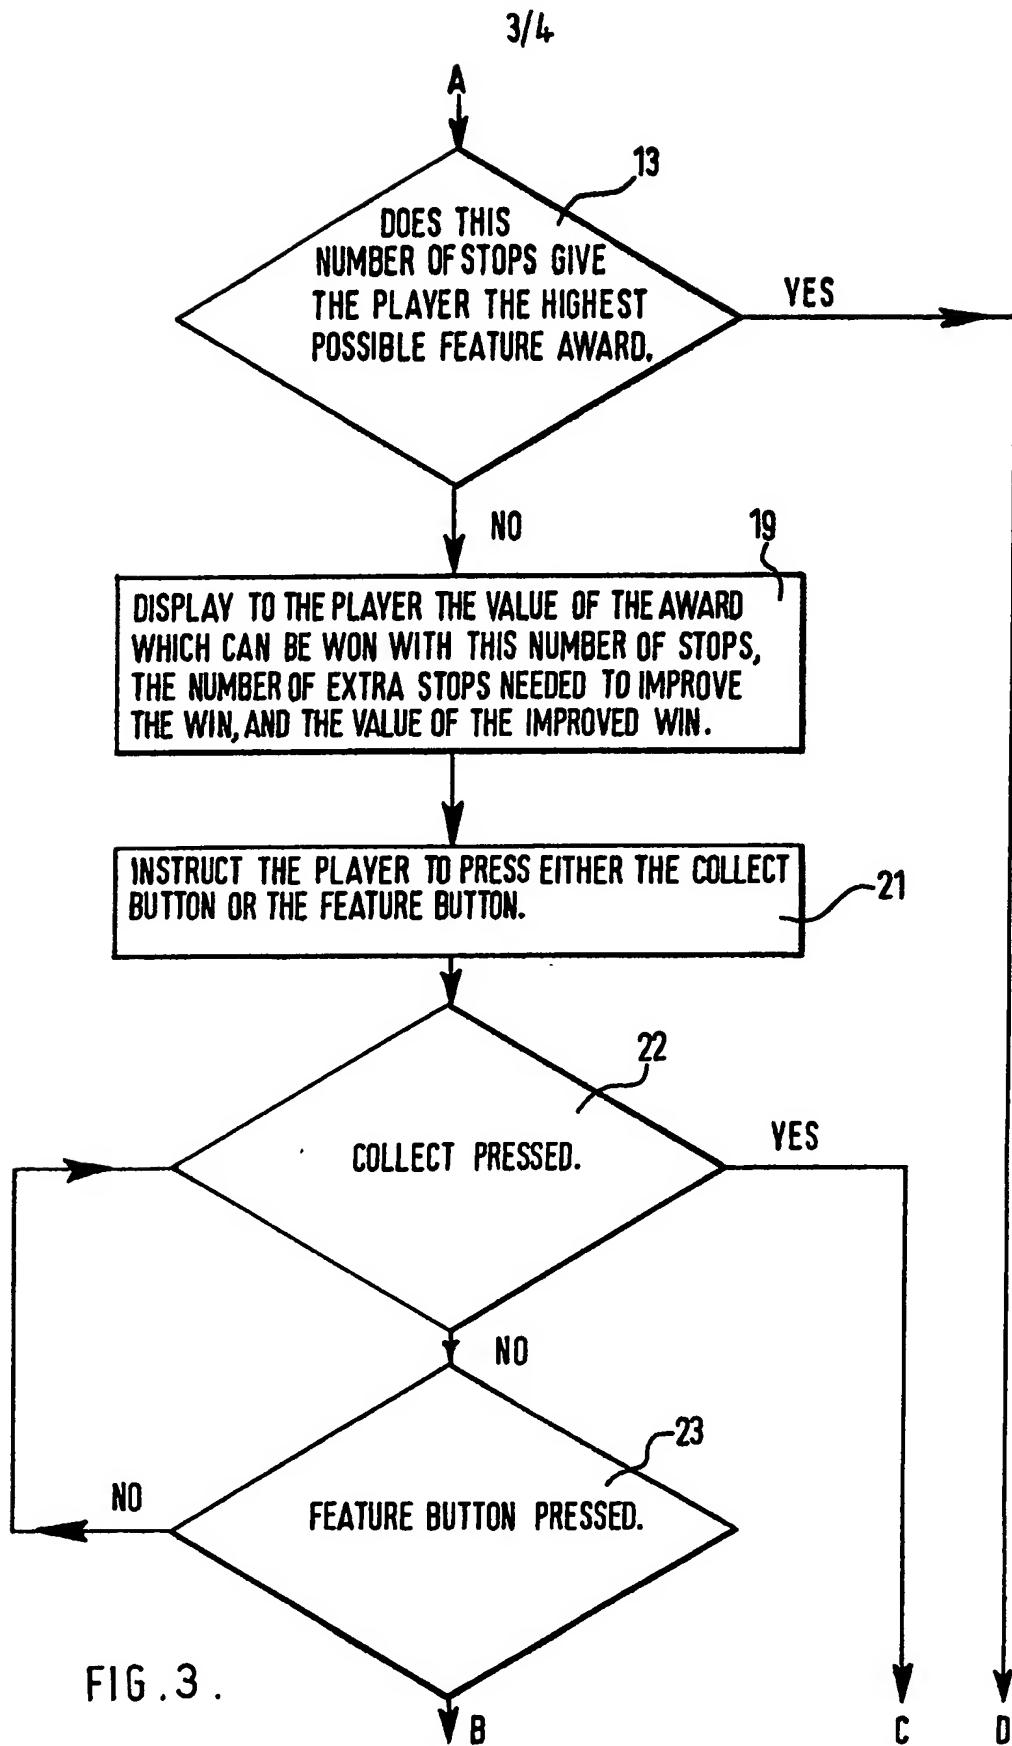 3/4
A
13
DOES THIS
NUMBER OF STOPS GIVE
THE PLAYER THE HIGHEST
POSSIBLE FEATURE AWARD.
YES
NO
19
DISPLAY TO THE PLAYER THE VALUE OF THE AWARD
WHICH CAN BE WON WITH THIS NUMBER OF STOPS,
THE NUMBER OF EXTRA STOPS NEEDED TO IMPROVE
THE WIN, AND THE VALUE OF THE IMPROVED WIN.
INSTRUCT THE PLAYER TO PRESS EITHER THE COLLECT
BUTTON OR THE FEATURE BUTTON.
21
22
COLLECT PRESSED.
YES
NO
23
FEATURE BUTTON PRESSED.
NO
FIG.3.
B
C
D